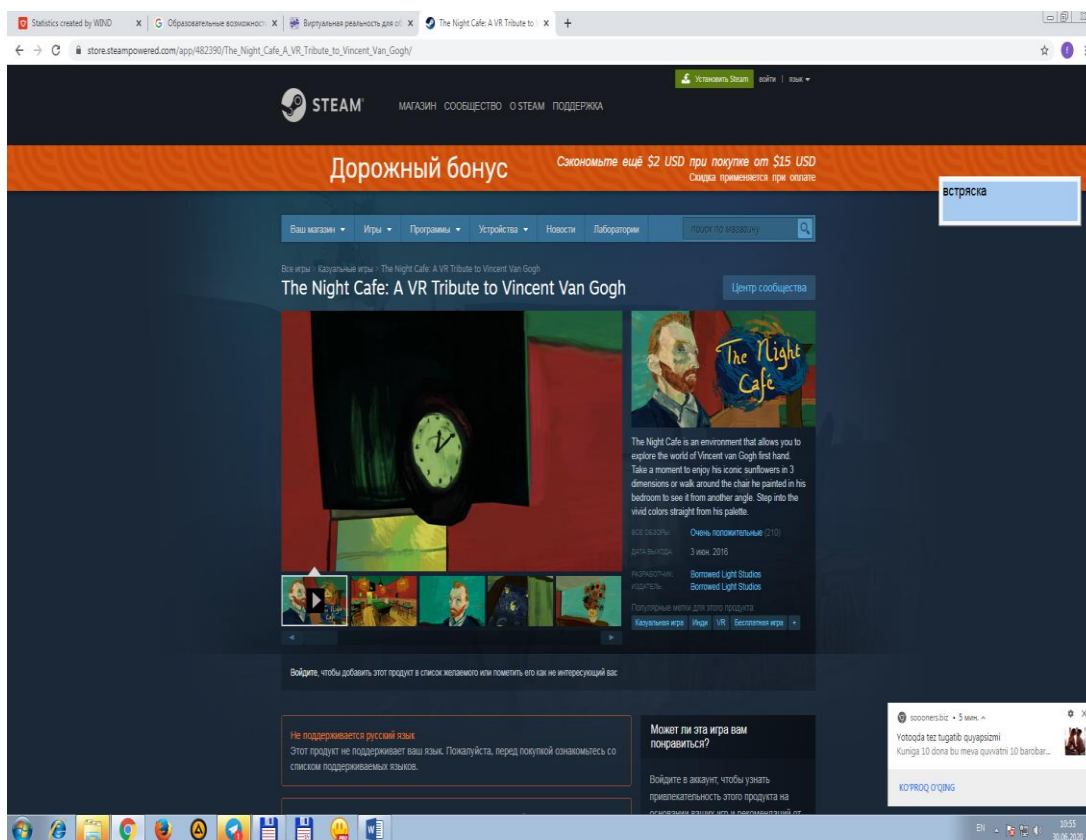 Statistics created by WIND
Образовательные возможнос
Виртуальная реальность для об
The Night Cafe: A VR Tribute to V
store.steampowered.com/app/482390/The_Night_Cafe_A_VR_Tribute_to_Vincent_Van_Gogh/
f
Установить Steam
войти | язык
STEAM
МАГАЗИН СООБЩЕСТВО О STEAM ПОДДЕРЖКА
Дорожный бонус
Сэкономьте ещё $2 USD при покупке от $15 USD
Скидка применяется при оплате
встряска
Ваш магазин
Игры
Программы
Устройства
Новости
Лаборатории
поиск по магазину
Все игры > Казуальные игры > The Night Cafe: A VR Tribute to Vincent Van Gogh
The Night Cafe: A VR Tribute to Vincent Van Gogh
Центр сообщества
The Night
Café
The Night Cafe is an environment that allows you to
explore the world of Vincent van Gogh first hand.
Take a moment to enjoy his iconic sunflowers in 3
dimensions or walk around the chair he painted in his
bedroom to see it from another angle. Step into the
vivid colors straight from his palette.
ВСЕ ОБЗОРЫ: Очень положительные (210)
ДАТА ВЫХОДА: 3 июн. 2016
РАЗРАБОТЧИК: Borrowed Light Studios
ИЗДАТЕЛЬ: Borrowed Light Studios
Популярные метки для этого продукта:
Казуальная игра Инди VR Бесплатная игра +
Войдите, чтобы добавить этот продукт в список желаемого или пометить его как не интересующий вас
Не поддерживается русский язык
Этот продукт не поддерживает ваш язык. Пожалуйста, перед покупкой ознакомьтесь со
списком поддерживаемых языков.
Может ли эта игра вам
понравиться?
Войдите в аккаунт, чтобы узнать
привлекательность этого продукта на
основании ваших игр и рекомендаций от
soooners.biz • 5 мин.
Yotoqda tez tugatib quyapsizmi
Kuniga 10 dona bu meva quvvatni 10 barobar...
KO'PROQ O'QING
EN
10:55
30.06.2020